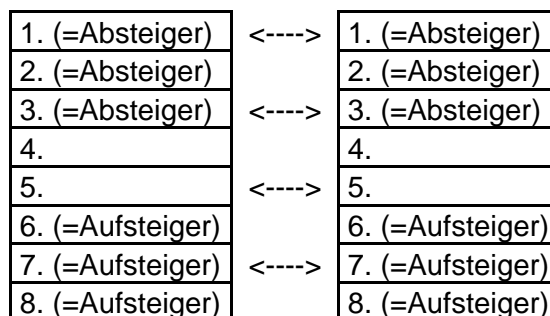 1. (=Absteiger) <----> 1. (=Absteiger)
2. (=Absteiger) 2. (=Absteiger)
3. (=Absteiger) <----> 3. (=Absteiger)
4. 4.
5. <----> 5.
6. (=Aufsteiger) 6. (=Aufsteiger)
7. (=Aufsteiger) <----> 7. (=Aufsteiger)
8. (=Aufsteiger) 8. (=Aufsteiger)